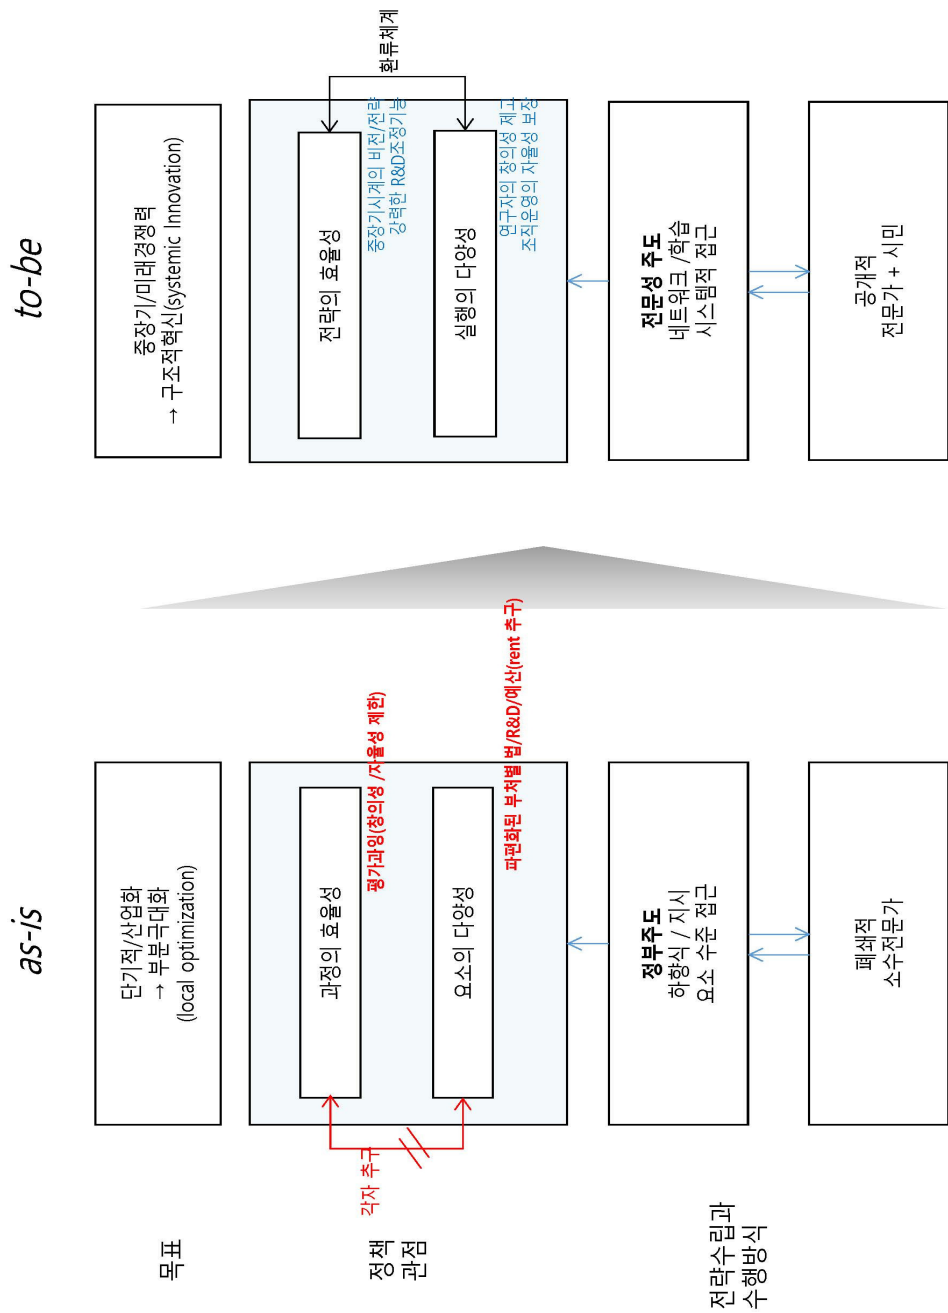 as-is
to-be
목표
단기적/산업화
→ 부분극대화
(local optimization)
중장기/미래경쟁력
→ 구조적혁신(systemic Innovation)
정책
관점
각자 추구
과정의 효율성
평가과잉(창의성 /자율성 제한)
요소의 다양성
파편화된 부처별 법/R&D/예산(rent 추구)
전략의 효율성
중장기시계의 비전/전략
강력한 R&D조정기능
실행의 다양성
연구자의 창의성 제고
조직운영의 자율성 보장
환류체계
전략수립과
수행방식
정부주도
하향식 / 지시
요소 수준 접근
전문성 주도
네트워크 /학습
시스템적 접근
폐쇄적
소수전문가
공개적
전문가 + 시민